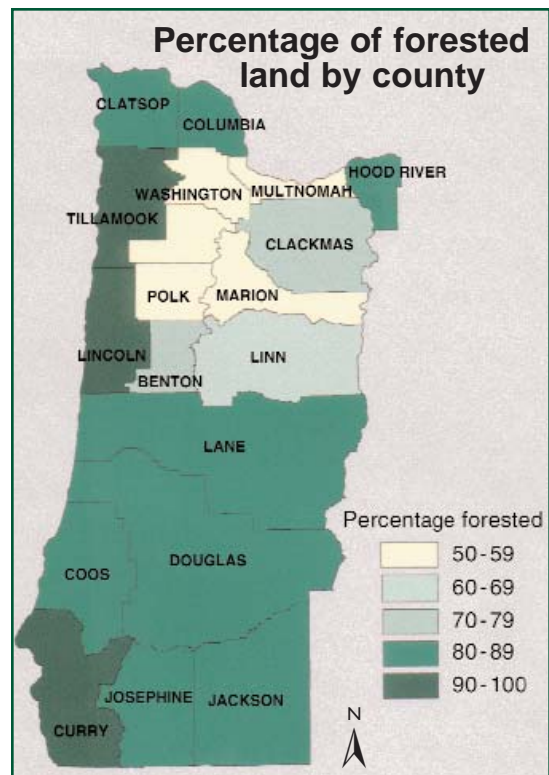 Percentage of forested
land by county
CLATSOP
COLUMBIA
HOOD RIVER
WASHINGTON
MULTNOMAH
TILLAMOOK
CLACKMAS
POLK
MARION
LINCOLN
BENTON
LINN
LANE
Percentage forested
50-59
60-69
70-79
80-89
90-100
DOUGLAS
COOS
JOSEPHINE
JACKSON
CURRY
N